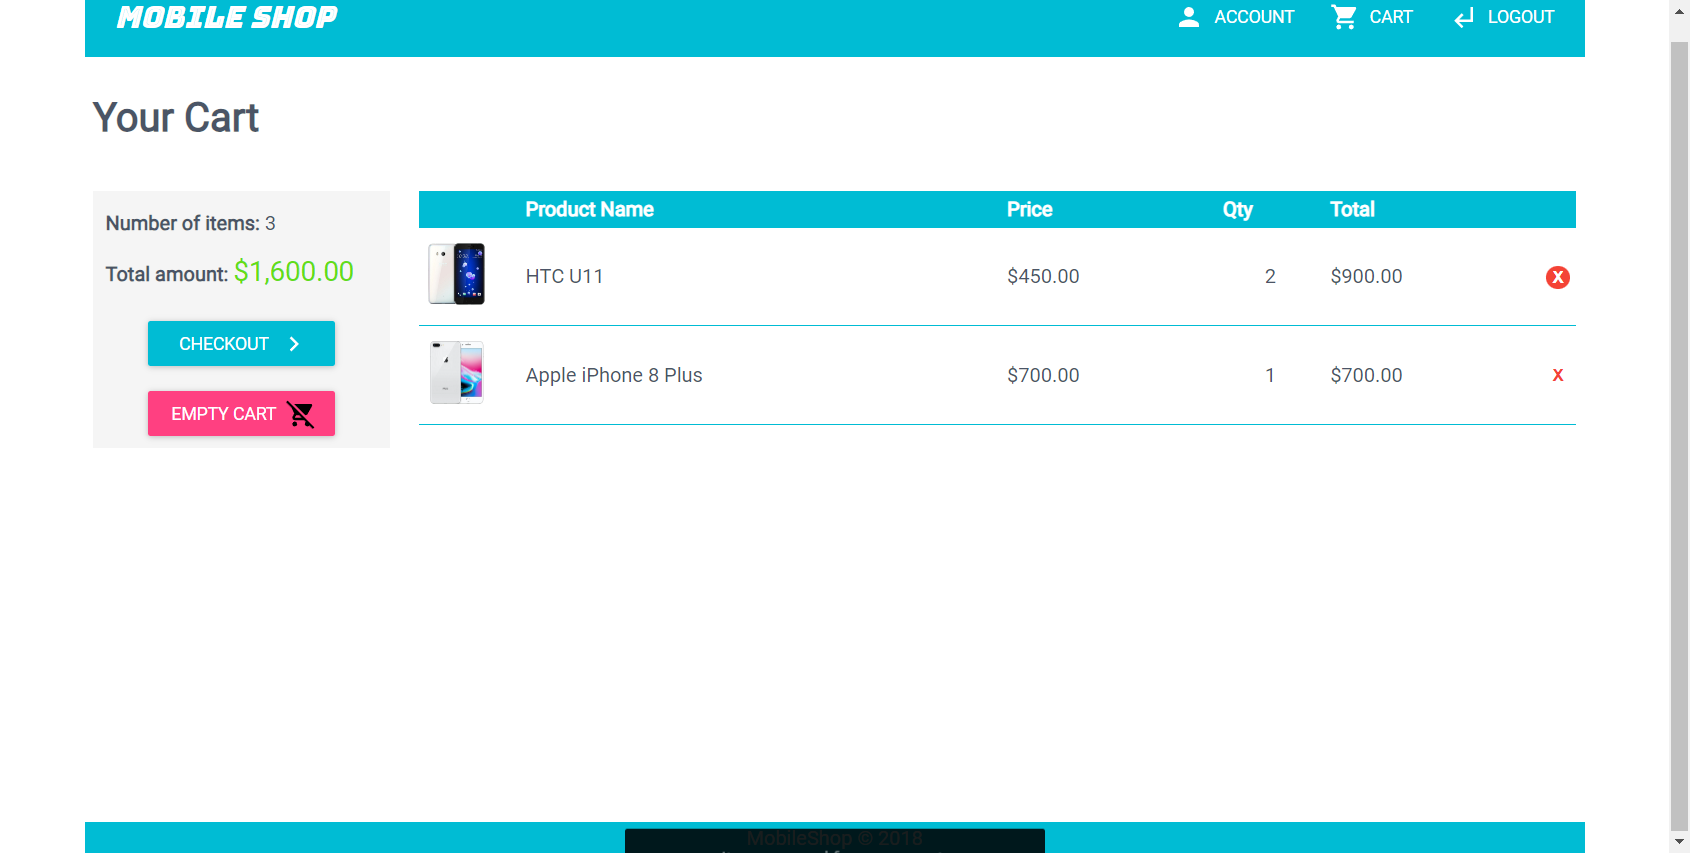 MOBILE SHOP
ACCOUNT CART LOGOUT
Your Cart
Number of items: 3
Total amount: $1,600.00
CHECKOUT
EMPTY CART
Product Name Price Qty Total
HTC U11 $450.00 2 $900.00 X
Apple iPhone 8 Plus $700.00 1 $700.00 X
MobileShop © 2018